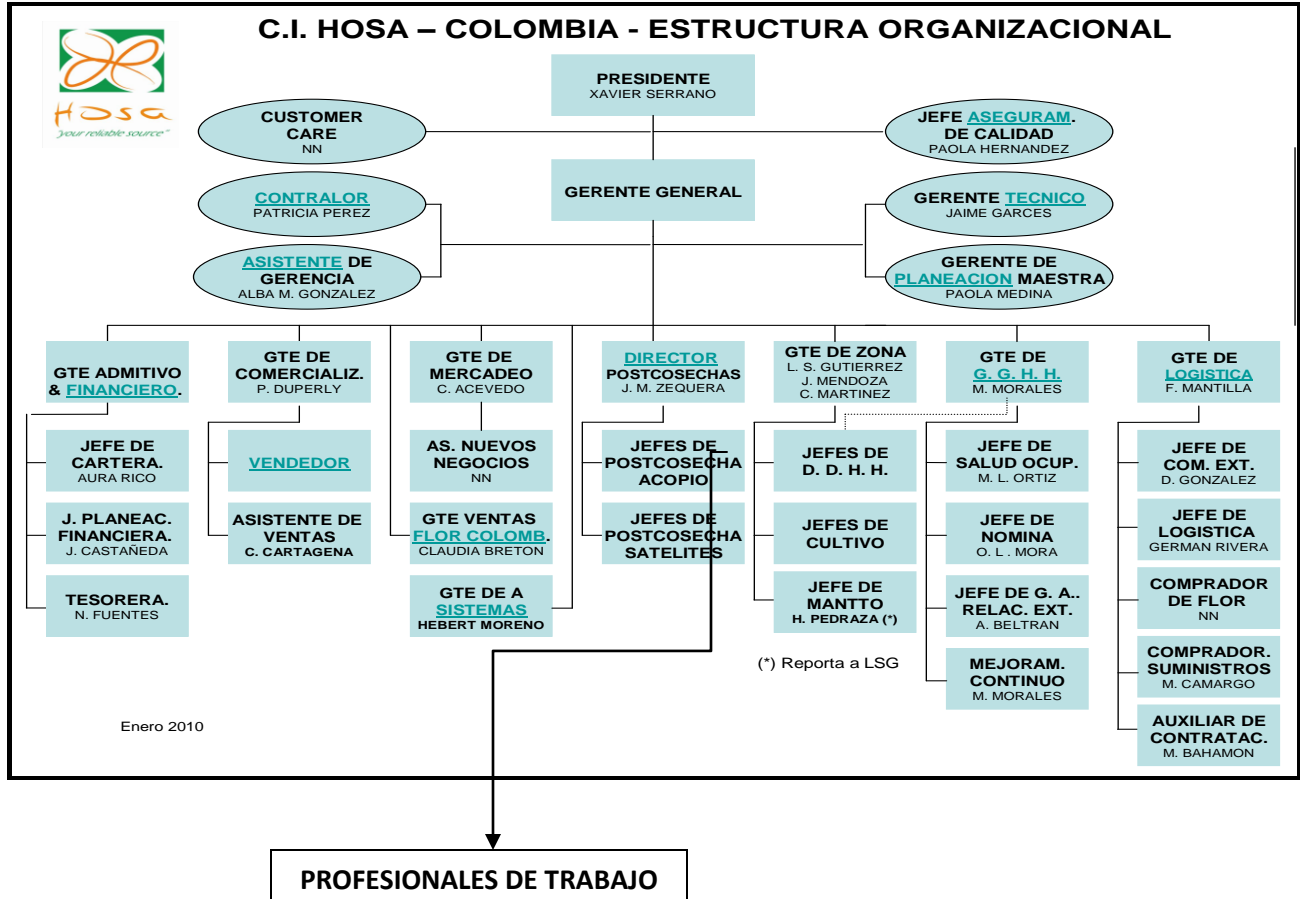 C.I. HOSA – COLOMBIA - ESTRUCTURA ORGANIZACIONAL
HOSA
"your reliable source"
PRESIDENTE
XAVIER SERRANO
CUSTOMER
CARE
NN
JEFE ASEGURAM.
DE CALIDAD
PAOLA HERNANDEZ
GERENTE GENERAL
CONTRALOR
PATRICIA PEREZ
GERENTE TECNICO
JAIME GARCES
ASISTENTE DE
GERENCIA
ALBA M. GONZALEZ
GERENTE DE
PLANEACION MAESTRA
PAOLA MEDINA
GTE ADMITIVO
& FINANCIERO.
GTE DE
COMERCIALIZ.
P. DUPERLY
GTE DE
MERCADEO
C. ACEVEDO
DIRECTOR
POSTCOSECHAS
J. M. ZEQUERA
GTE DE ZONA
L. S. GUTIERREZ
J. MENDOZA
C. MARTINEZ
GTE DE
G. G. H. H.
M. MORALES
GTE DE
LOGISTICA
F. MANTILLA
JEFE DE
CARTERA.
AURA RICO
VENDEDOR
AS. NUEVOS
NEGOCIOS
NN
JEFES DE
POSTCOSECHA
ACOPIO
JEFES DE
D. D. H. H.
JEFE DE
SALUD OCUP.
M. L. ORTIZ
JEFE DE
COM. EXT.
D. GONZALEZ
J. PLANEAC.
FINANCIERA.
J. CASTAÑEDA
ASISTENTE DE
VENTAS
C. CARTAGENA
GTE VENTAS
FLOR COLOMB.
CLAUDIA BRETON
JEFES DE
POSTCOSECHA
SATELITES
JEFES DE
CULTIVO
JEFE DE
NOMINA
O. L . MORA
JEFE DE
LOGISTICA
GERMAN RIVERA
TESORERA.
N. FUENTES
GTE DE A
SISTEMAS
HEBERT MORENO
JEFE DE
MANTTO
H. PEDRAZA (*)
JEFE DE G. A..
RELAC. EXT.
A. BELTRAN
COMPRADOR
DE FLOR
NN
(*) Reporta a LSG
MEJORAM.
CONTINUO
M. MORALES
COMPRADOR.
SUMINISTROS
M. CAMARGO
AUXILIAR DE
CONTRATAC.
M. BAHAMON
Enero 2010
PROFESIONALES DE TRABAJO